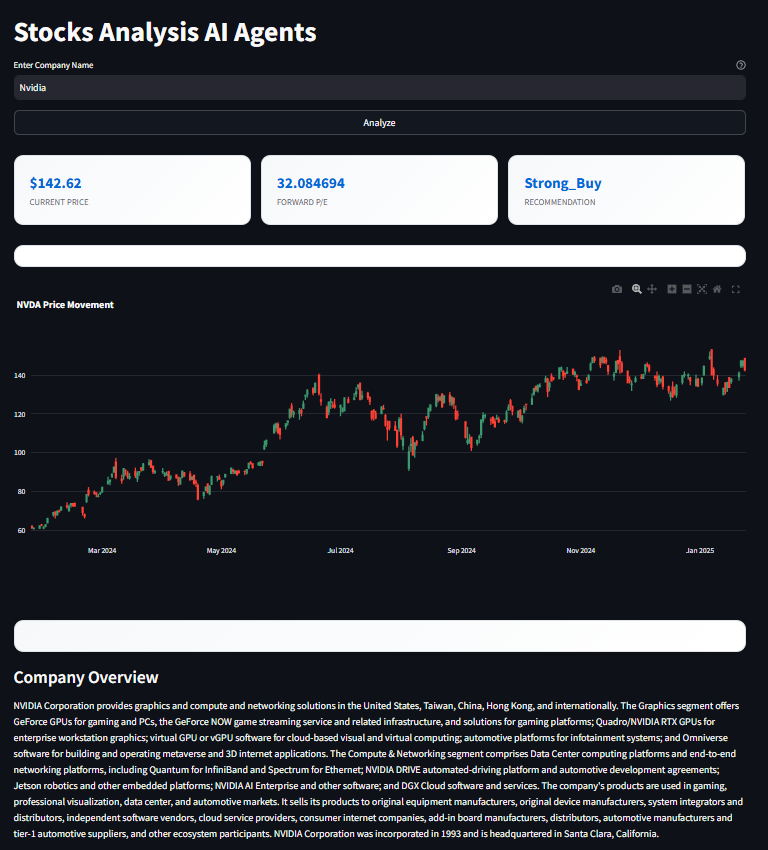 Stocks Analysis AI Agents
Enter Company Name
Nvidia
Analyze
$142.62
CURRENT PRICE
32.084694
FORWARD P/E
Strong_Buy
RECOMMENDATION
NVDA Price Movement
140
120
100
80
60
Mar 2024
May 2024
Jul 2024
Sep 2024
Nov 2024
Jan 2025
Company Overview
NVIDIA Corporation provides graphics and compute and networking solutions in the United States, Taiwan, China, Hong Kong, and internationally. The Graphics segment offers
GeForce GPUs for gaming and PCs, the GeForce NOW game streaming service and related infrastructure, and solutions for gaming platforms; Quadro/NVIDIA RTX GPUs for
enterprise workstation graphics; virtual GPU or vGPU software for cloud-based visual and virtual computing; automotive platforms for infotainment systems; and Omniverse
software for building and operating metaverse and 3D internet applications. The Compute & Networking segment comprises Data Center computing platforms and end-to-end
networking platforms, including Quantum for InfiniBand and Spectrum for Ethernet; NVIDIA DRIVE automated-driving platform and automotive development agreements;
Jetson robotics and other embedded platforms; NVIDIA AI Enterprise and other software; and DGX Cloud software and services. The company's products are used in gaming,
professional visualization, data center, and automotive markets. It sells its products to original equipment manufacturers, original device manufacturers, system integrators and
distributors, independent software vendors, cloud service providers, consumer internet companies, add-in board manufacturers, distributors, automotive manufacturers and
tier-1 automotive suppliers, and other ecosystem participants. NVIDIA Corporation was incorporated in 1993 and is headquartered in Santa Clara, California.